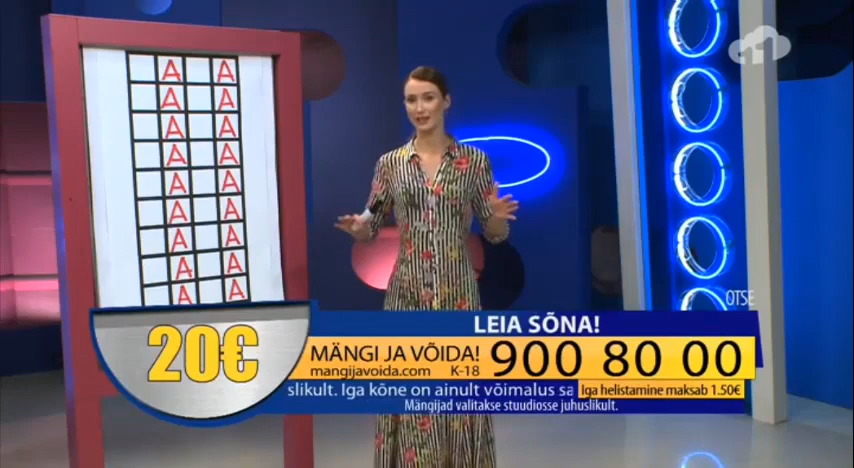 A A
A A
A A
A A
A A
A A
A A
A A
A A
11
OTSE
20€
LEIA SÕNA!
MÄNGI JA VÕIDA! 900 80 00
mangijavoida.com K-18
slikult. Iga kõne on ainult võimalus sa
Iga helistamine maksab 1.50€
Mängijad valitakse stuudiosse juhuslikult.